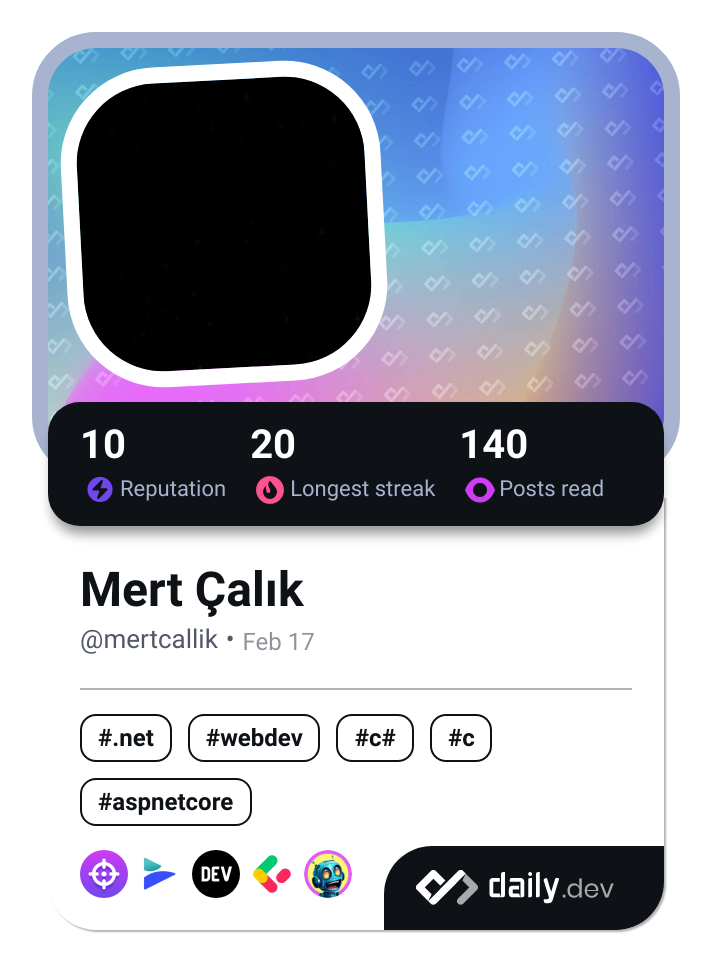 10 20 140
Reputation Longest streak Posts read
Mert Çalık
@mertcallik • Feb 17
#.net #webdev #c# #c
#aspnetcore
DEV
daily.dev